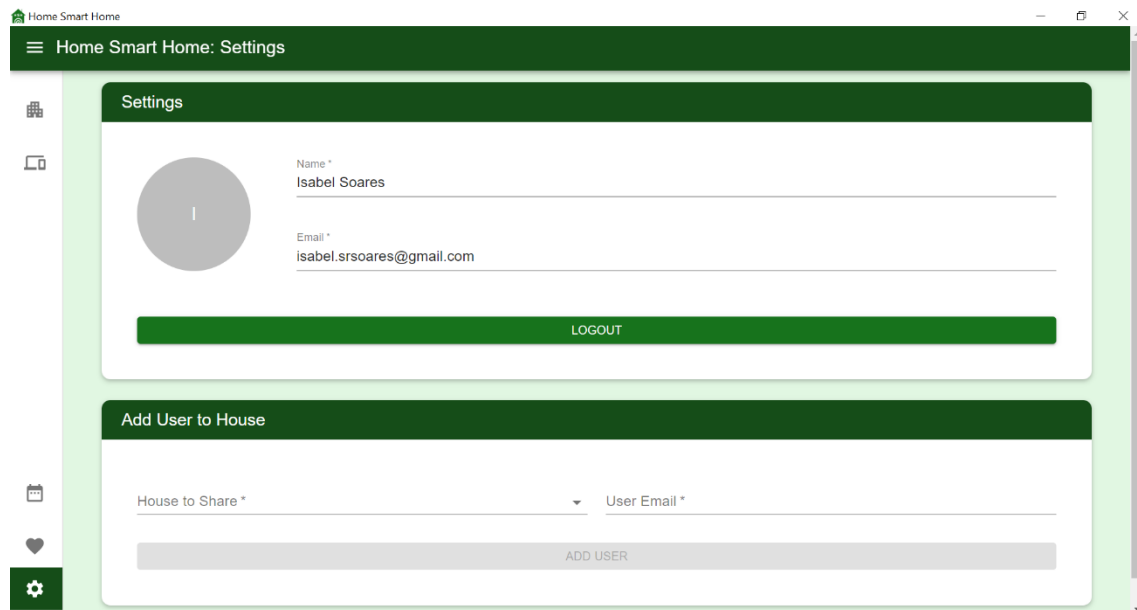 Home Smart Home
Home Smart Home: Settings
Settings
I
Name *
Isabel Soares
Email *
isabel.srsoares@gmail.com
LOGOUT
Add User to House
House to Share * User Email *
ADD USER